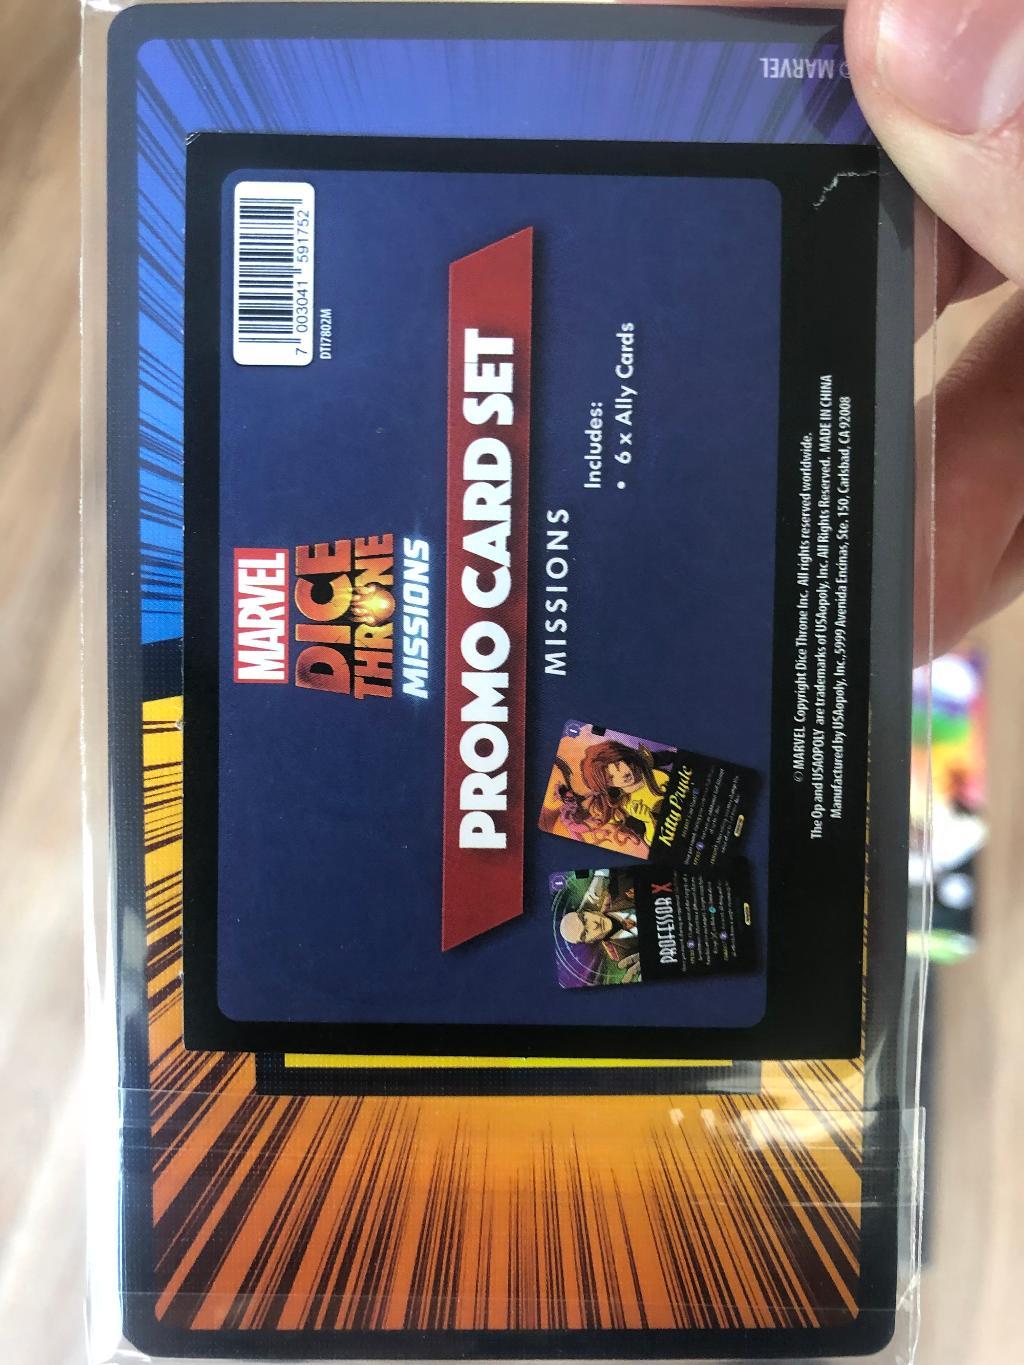 MARVEL
DICE
THRONE
MISSIONS
7 003041 591752
DTI7802M
PROMO CARD SET
MISSIONS
Includes:
• 6 x Ally Cards
PROFESSOR X
Kitty Pryde
© MARVEL Copyright Dice Throne Inc. All rights reserved worldwide.
The Op and USAOPOLY are trademarks of USAopoly, Inc. All Rights Reserved. MADE IN CHINA
Manufactured by USAopoly, Inc., 5999 Avenida Encinas, Ste. 150, Carlsbad, CA 92008
© MARVEL